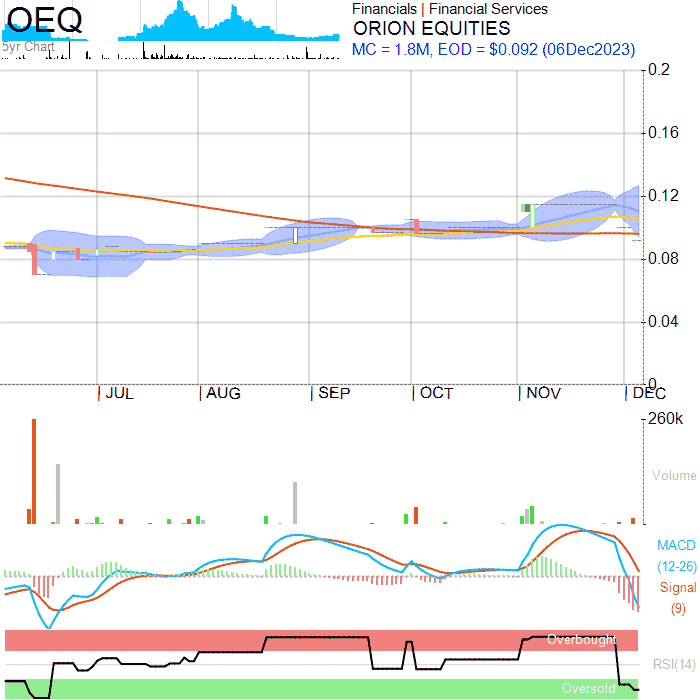 OEQ
5yr Chart
Financials | Financial Services
ORION EQUITIES
MC = 1.8M, EOD = $0.092 (06Dec2023)
0.2
0.16
0.12
0.08
0.04
0
JUL AUG SEP OCT NOV DEC
260k
Volume
MACD
(12-26)
Signal
(9)
Overbought
RSI(14)
Oversold